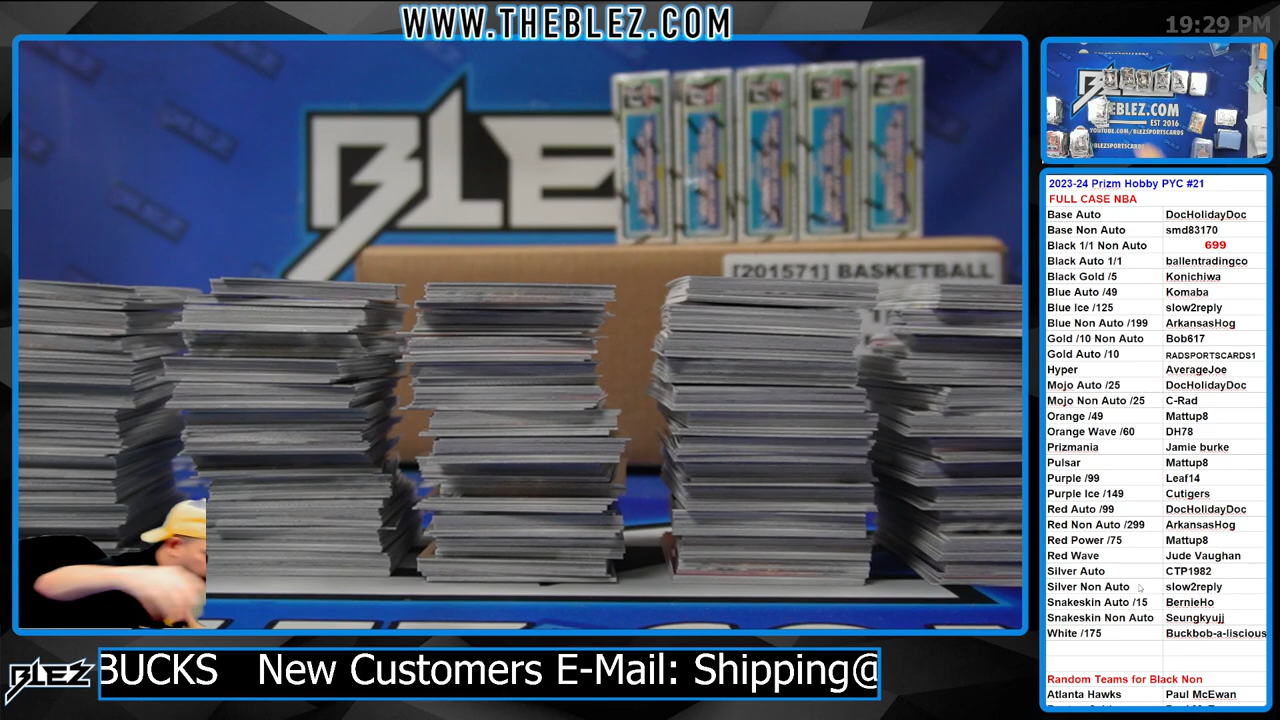 WWW.THEBLEZ.COM
19:29 PM
BLEZ
[201571] BASKETBALL
BLEZ
BUCKS New Customers E-Mail: Shipping@
EBLEZ.COM
EST 2016
YOUTUBE.COM/BLEZSPORTSCARDS
BLEZSPORTSCARDS
2023-24 Prizm Hobby PYC #21
FULL CASE NBA
Base Auto DocHolidayDoc
Base Non Auto smd83170
Black 1/1 Non Auto 699
Black Auto 1/1 ballentradingco
Black Gold /5 Konichiwa
Blue Auto /49 Komaba
Blue Ice /125 slow2reply
Blue Non Auto /199 ArkansasHog
Gold /10 Non Auto Bob617
Gold Auto /10 RADSPORTSCARDS1
Hyper AverageJoe
Mojo Auto /25 DocHolidayDoc
Mojo Non Auto /25 C-Rad
Orange /49 Mattup8
Orange Wave /60 DH78
Prizmania Jamie burke
Pulsar Mattup8
Purple /99 Leaf14
Purple Ice /149 Cutigers
Red Auto /99 DocHolidayDoc
Red Non Auto /299 ArkansasHog
Red Power /75 Mattup8
Red Wave Jude Vaughan
Silver Auto CTP1982
Silver Non Auto slow2reply
Snakeskin Auto /15 BernieHo
Snakeskin Non Auto Seungkyujj
White /175 Buckbob-a-liscious
Random Teams for Black Non
Atlanta Hawks Paul McEwan